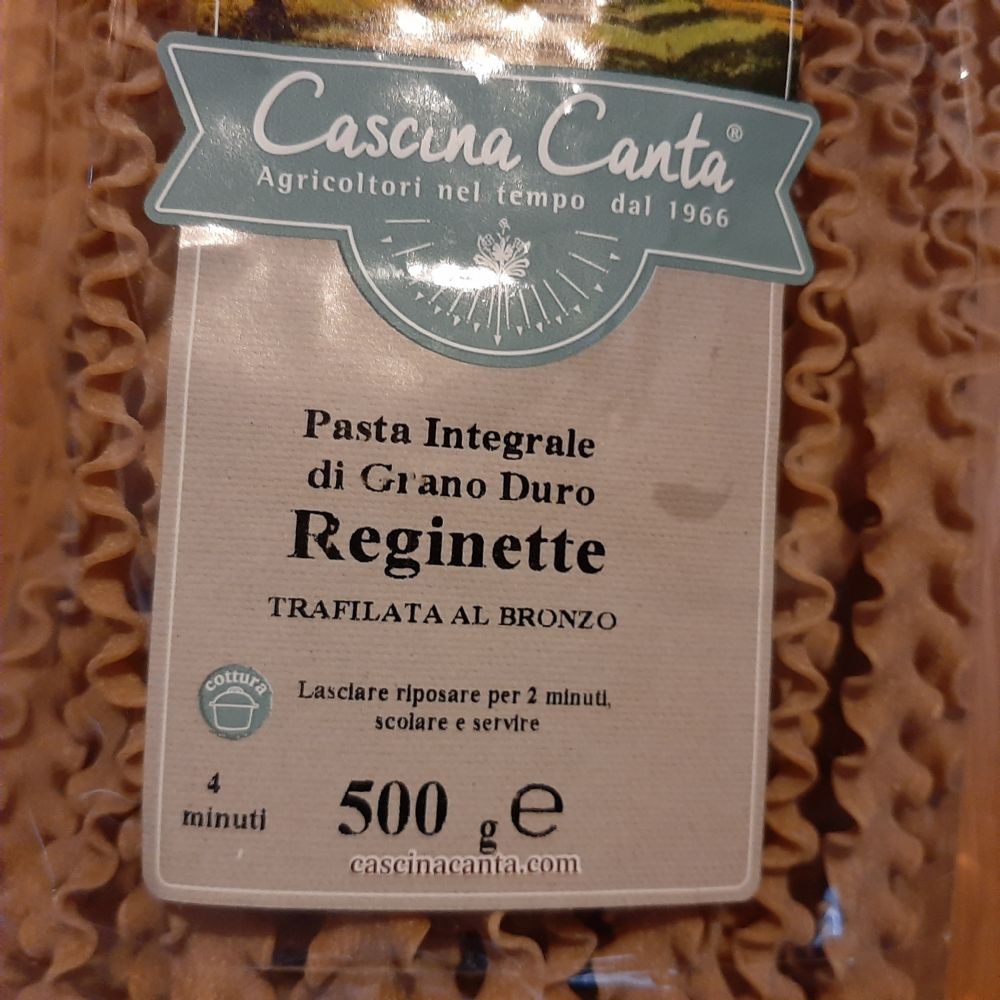 Cascina Canta®
Agricoltori nel tempo dal 1966
Pasta Integrale
di Grano Duro
Reginette
TRAFILATA AL BRONZO
cottura
Lasciare riposare per 2 minuti,
scolare e servire
4
minuti
500 g e
cascinacanta.com